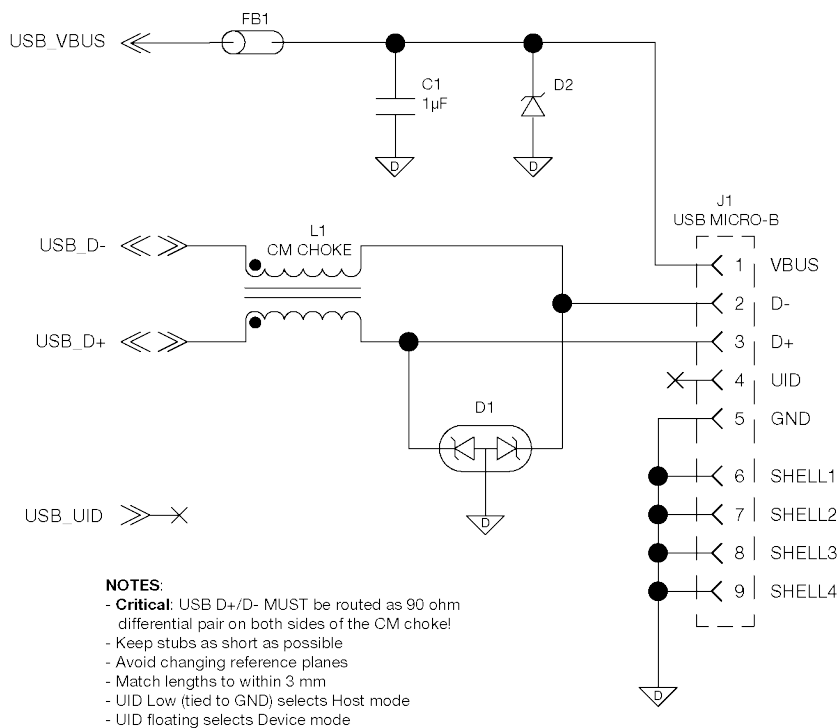 FB1
USB_VBUS
C1
1µF
D2
D
D
J1
USB MICRO-B
L1
CM CHOKE
USB_D-
1 VBUS
2 D-
USB_D+
3 D+
4 UID
D1
5 GND
6 SHELL1
D
USB_UID
7 SHELL2
8 SHELL3
9 SHELL4
NOTES:
- Critical: USB D+/D- MUST be routed as 90 ohm
differential pair on both sides of the CM choke!
- Keep stubs as short as possible
- Avoid changing reference planes
- Match lengths to within 3 mm
- UID Low (tied to GND) selects Host mode
- UID floating selects Device mode
D